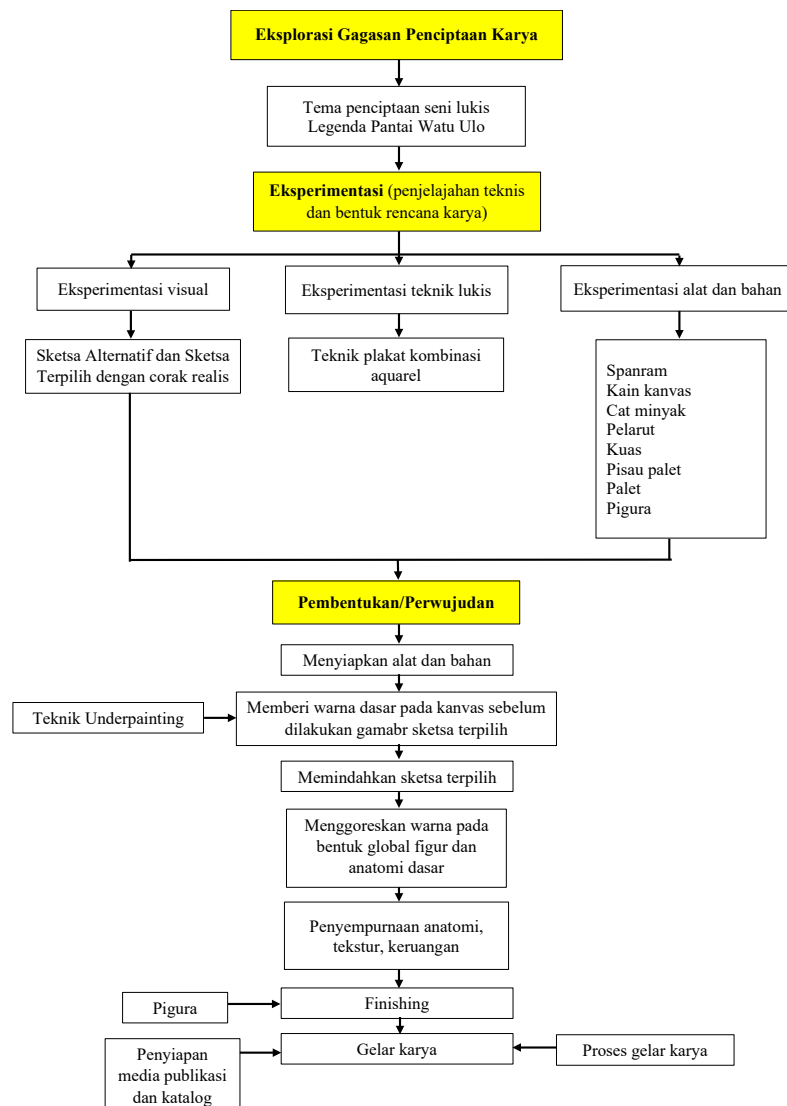 Eksplorasi Gagasan Penciptaan Karya
Tema penciptaan seni lukis
Legenda Pantai Watu Ulo
Eksperimentasi (penjelajahan teknis
dan bentuk rencana karya)
Eksperimentasi visual
Eksperimentasi teknik lukis
Eksperimentasi alat dan bahan
Sketsa Alternatif dan Sketsa
Terpilih dengan corak realis
Teknik plakat kombinasi
aquarel
Spanram
Kain kanvas
Cat minyak
Pelarut
Kuas
Pisau palet
Palet
Pigura
Pembentukan/Perwujudan
Menyiapkan alat dan bahan
Teknik Underpainting
Memberi warna dasar pada kanvas sebelum
dilakukan gamabr sketsa terpilih
Memindahkan sketsa terpilih
Menggoreskan warna pada
bentuk global figur dan
anatomi dasar
Penyempurnaan anatomi,
tekstur, keruangan
Pigura
Finishing
Penyiapan
media publikasi
dan katalog
Gelar karya
Proses gelar karya